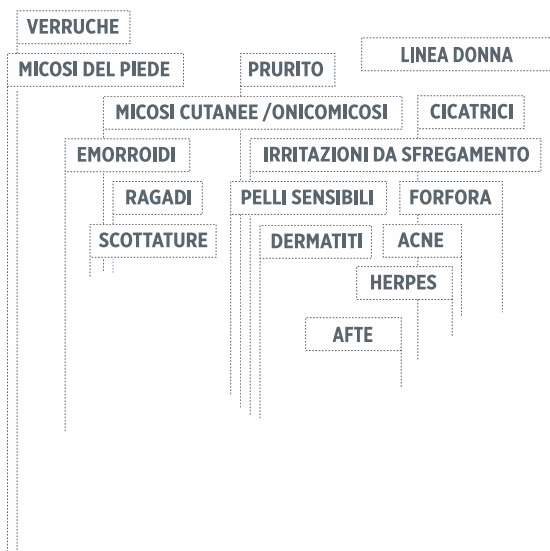 VERRUCHE
LINEA DONNA
MICOSI DEL PIEDE
PRURITO
MICOSI CUTANEE /ONICOMICOSI
CICATRICI
EMORROIDI
IRRITAZIONI DA SFREGAMENTO
RAGADI
PELLI SENSIBILI
FORFORA
SCOTTATURE
DERMATITI
ACNE
HERPES
AFTE